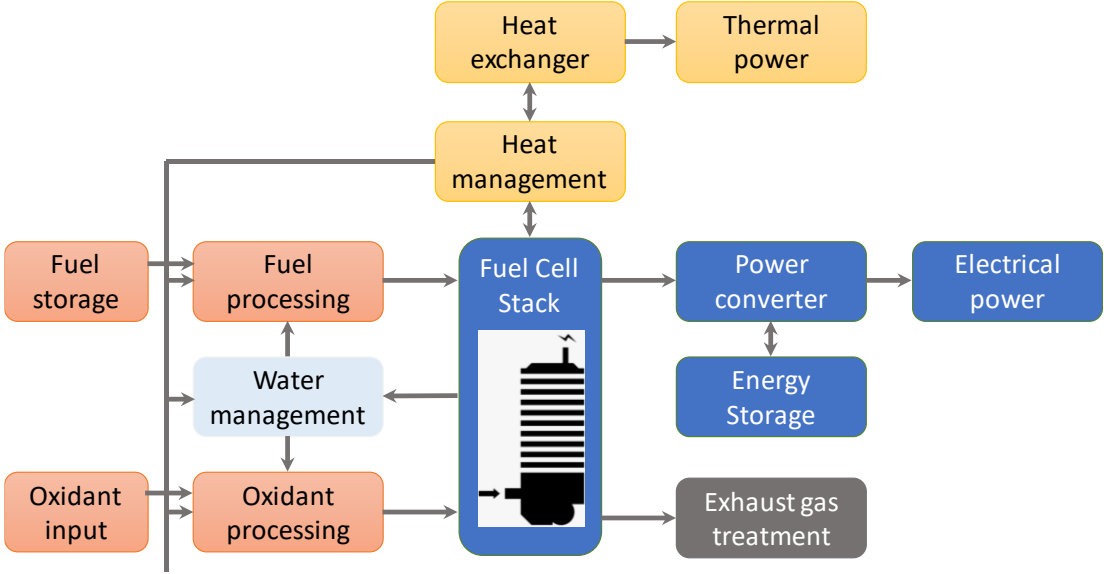 Heat
exchanger
Thermal
power
Heat
management
Fuel
storage
Fuel
processing
Fuel Cell
Stack
Power
converter
Electrical
power
Water
management
Energy
Storage
Oxidant
input
Oxidant
processing
Exhaust gas
treatment